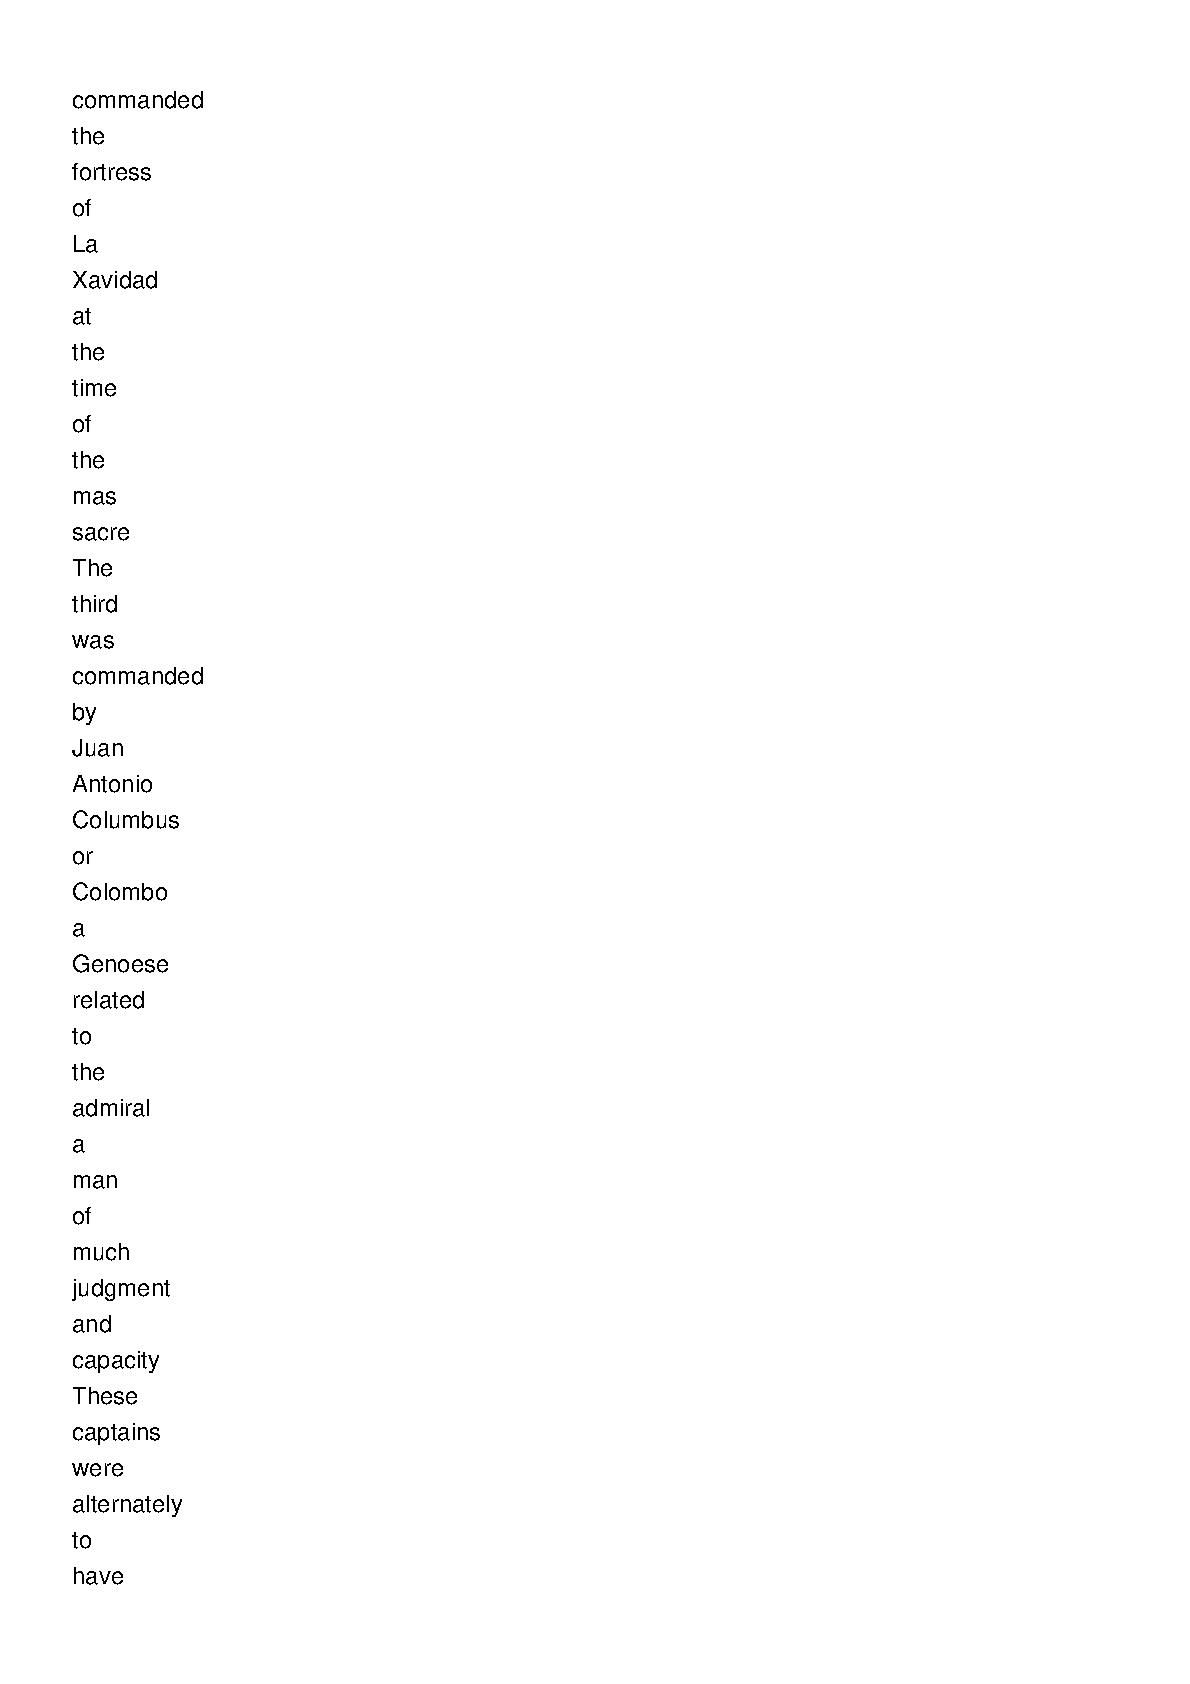 commanded
the
fortress
of
La
Xavidad
at
the
time
of
the
mas
sacre
The
third
was
commanded
by
Juan
Antonio
Columbus
or
Colombo
a
Genoese
related
to
the
admiral
a
man
of
much
judgment
and
capacity
These
captains
were
alternately
to
have